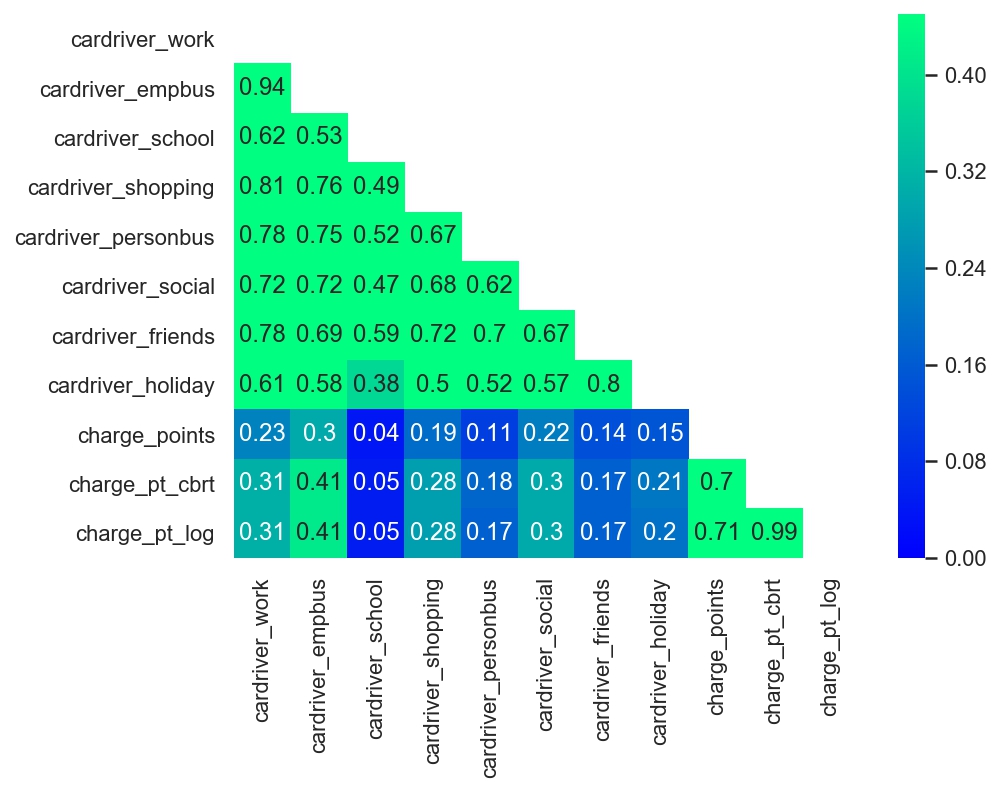 cardriver_work
cardriver_empbus 0.94
cardriver_school 0.62 0.53
cardriver_shopping 0.81 0.76 0.49
cardriver_personbus 0.78 0.75 0.52 0.67
cardriver_social 0.72 0.72 0.47 0.68 0.62
cardriver_friends 0.78 0.69 0.59 0.72 0.7 0.67
cardriver_holiday 0.61 0.58 0.38 0.5 0.52 0.57 0.8
charge_points 0.23 0.3 0.04 0.19 0.11 0.22 0.14 0.15
charge_pt_cbrt 0.31 0.41 0.05 0.28 0.18 0.3 0.17 0.21 0.7
charge_pt_log 0.31 0.41 0.05 0.28 0.17 0.3 0.17 0.2 0.71 0.99
cardriver_work
cardriver_empbus
cardriver_school
cardriver_shopping
cardriver_personbus
cardriver_social
cardriver_friends
cardriver_holiday
charge_points
charge_pt_cbrt
charge_pt_log
0.40
0.32
0.24
0.16
0.08
0.00